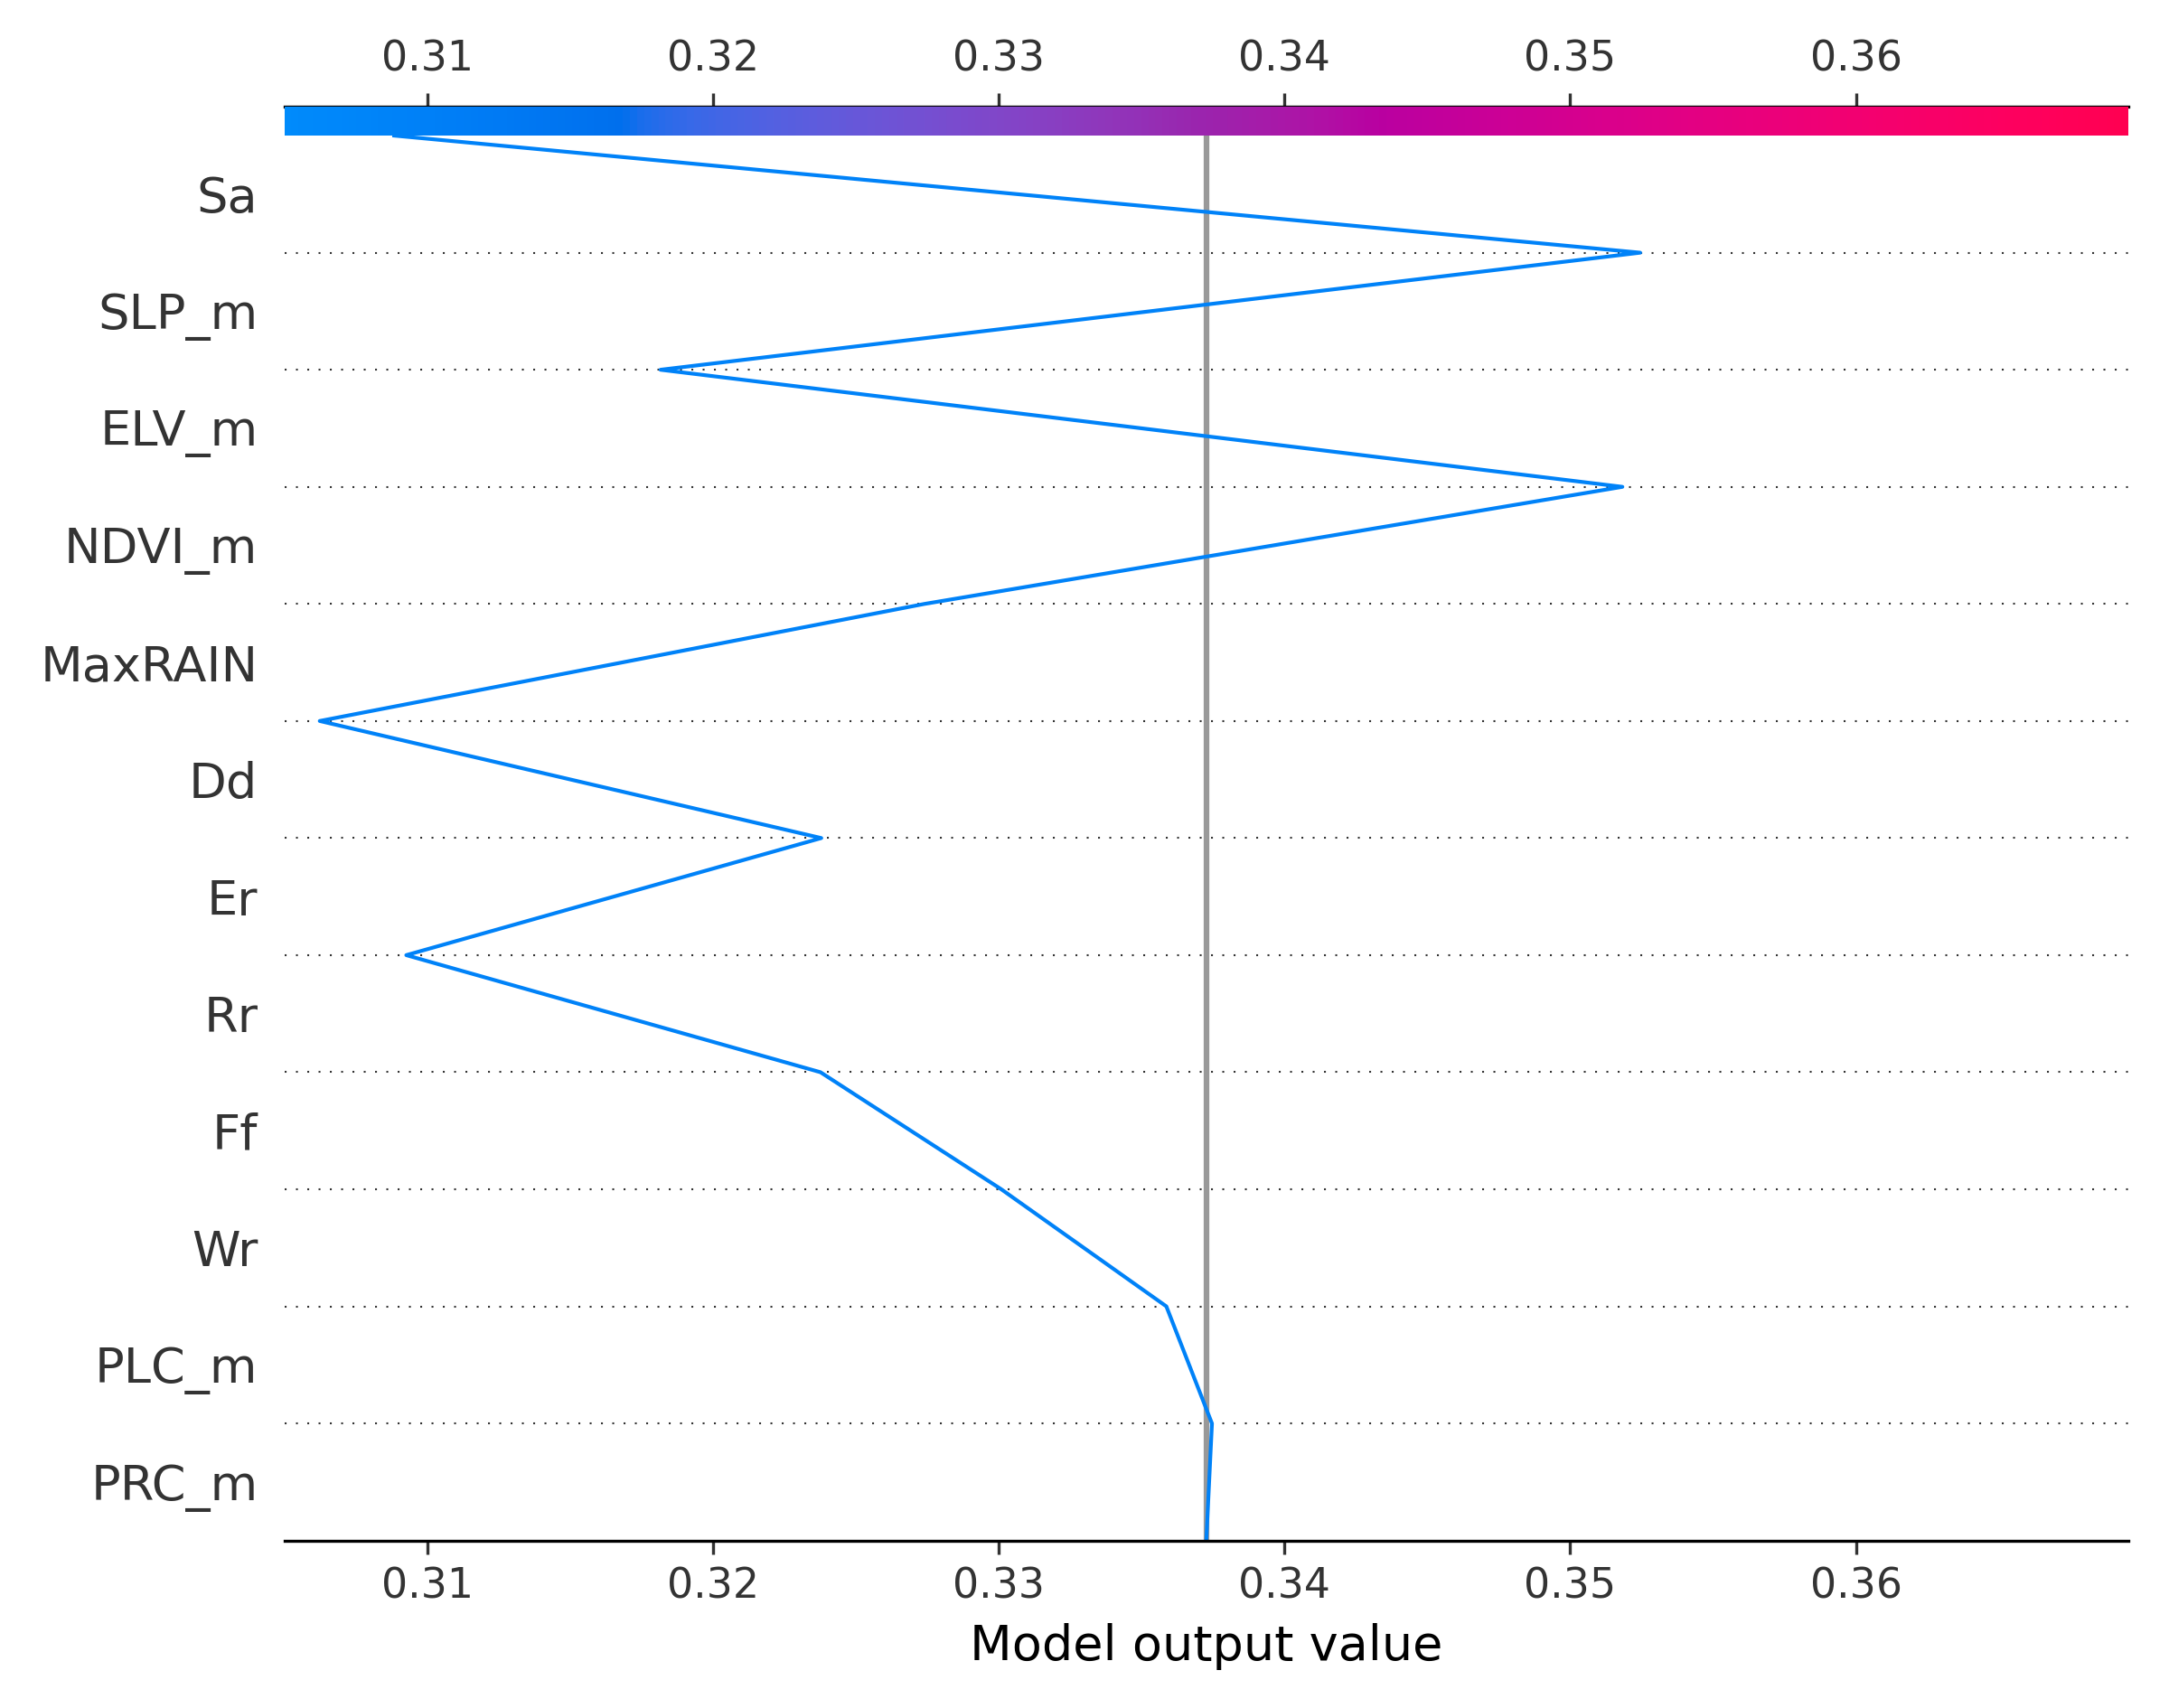 0.31 0.32 0.33 0.34 0.35 0.36
Sa
SLP_m
ELV_m
NDVI_m
MaxRAIN
Dd
Er
Rr
Ff
Wr
PLC_m
PRC_m
0.31 0.32 0.33 0.34 0.35 0.36
Model output value